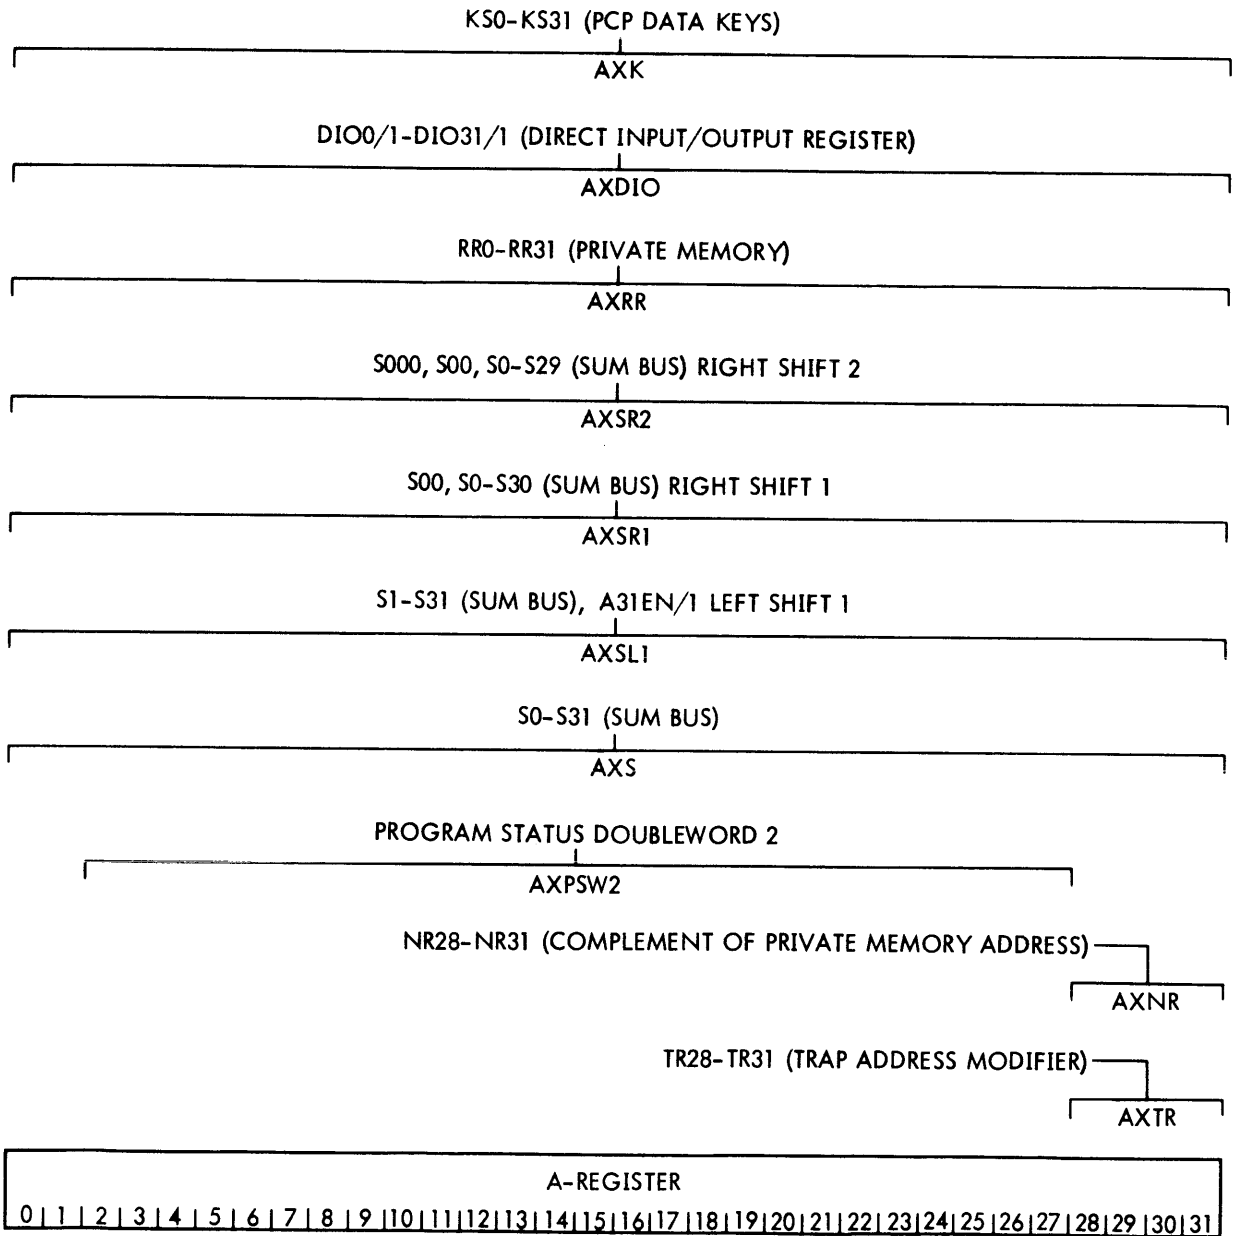 KS0-KS31 (PCP DATA KEYS)
AXK
DIO0/1-DIO31/1 (DIRECT INPUT/OUTPUT REGISTER)
AXDIO
RR0-RR31 (PRIVATE MEMORY)
AXRR
S000, S00, S0-S29 (SUM BUS) RIGHT SHIFT 2
AXSR2
S00, S0-S30 (SUM BUS) RIGHT SHIFT 1
AXSR1
S1-S31 (SUM BUS), A31EN/1 LEFT SHIFT 1
AXSL1
S0-S31 (SUM BUS)
AXS
PROGRAM STATUS DOUBLEWORD 2
AXPSW2
NR28-NR31 (COMPLEMENT OF PRIVATE MEMORY ADDRESS)
AXNR
TR28-TR31 (TRAP ADDRESS MODIFIER)
AXTR
A-REGISTER
0 | 1 | 2 | 3 | 4 | 5 | 6 | 7 | 8 | 9 | 10 | 11 | 12 | 13 | 14 | 15 | 16 | 17 | 18 | 19 | 20 | 21 | 22 | 23 | 24 | 25 | 26 | 27 | 28 | 29 | 30 | 31